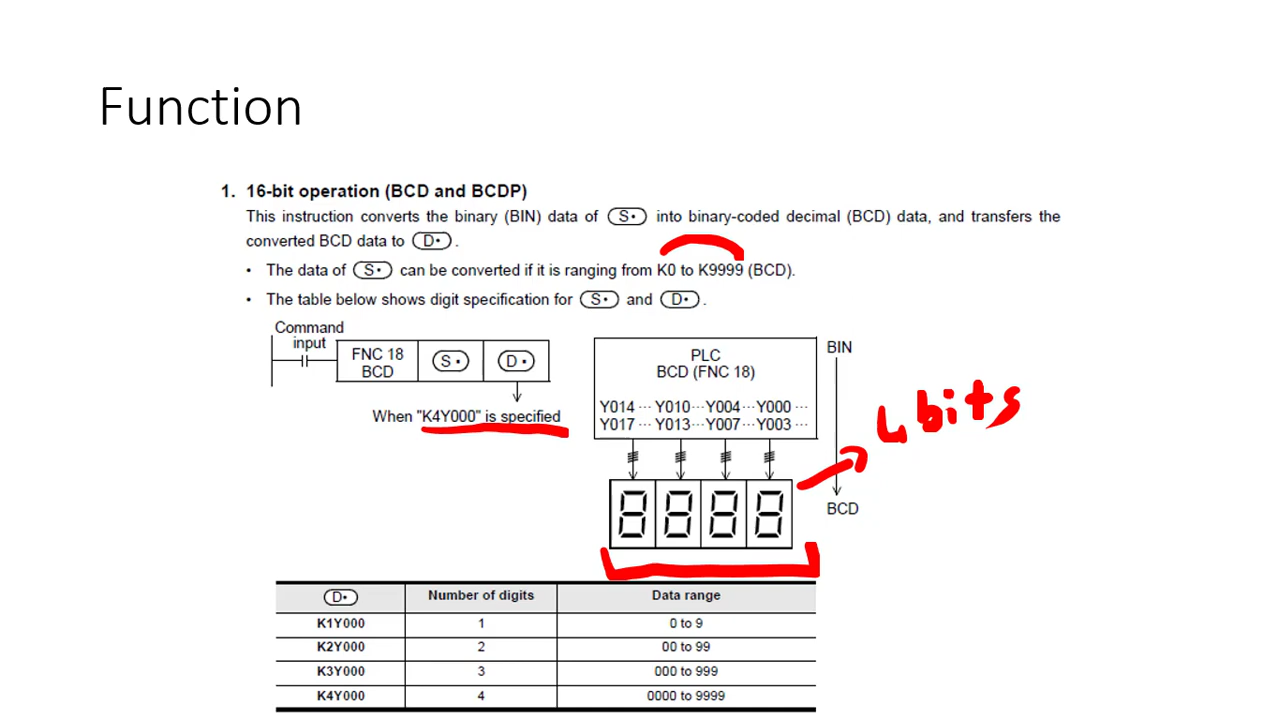 Function
1. 16-bit operation (BCD and BCDP)
This instruction converts the binary (BIN) data of S• into binary-coded decimal (BCD) data, and transfers the
converted BCD data to D• .
• The data of S• can be converted if it is ranging from K0 to K9999 (BCD).
• The table below shows digit specification for S• and D• .
Command
input
FNC 18
BCD
S•
D•
When "K4Y000" is specified
PLC
BCD (FNC 18)
Y014 ··· Y010 ··· Y004 ··· Y000 ···
Y017 ··· Y013 ··· Y007 ··· Y003 ···
BIN
4 bits
8 8 8 8
BCD
D• Number of digits Data range
K1Y000 1 0 to 9
K2Y000 2 00 to 99
K3Y000 3 000 to 999
K4Y000 4 0000 to 9999